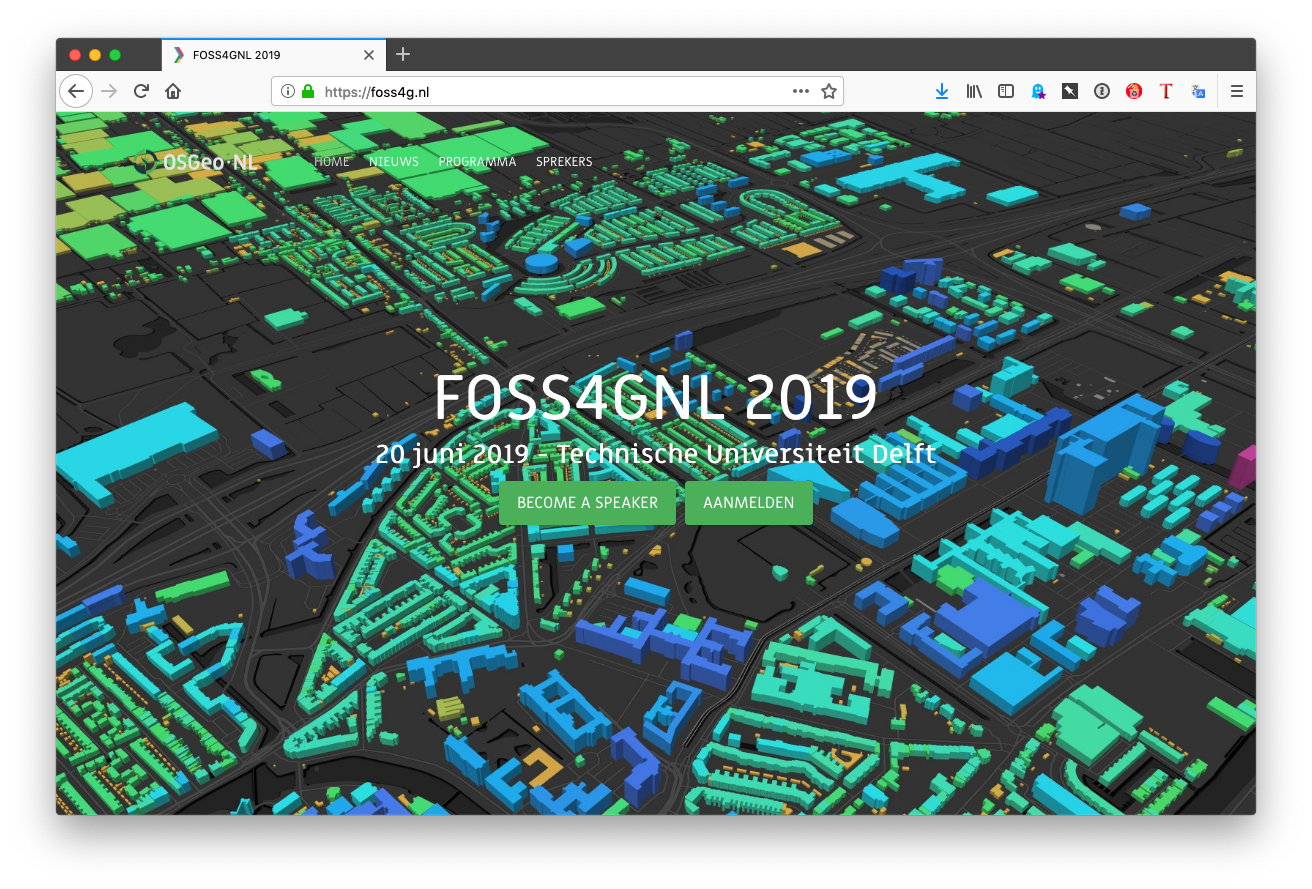 FOSS4GNL 2019
https://foss4g.nl
OSGeo·NL HOME NIEUWS PROGRAMMA SPREKERS
FOSS4GNL 2019
20 juni 2019 - Technische Universiteit Delft
BECOME A SPEAKER AANMELDEN